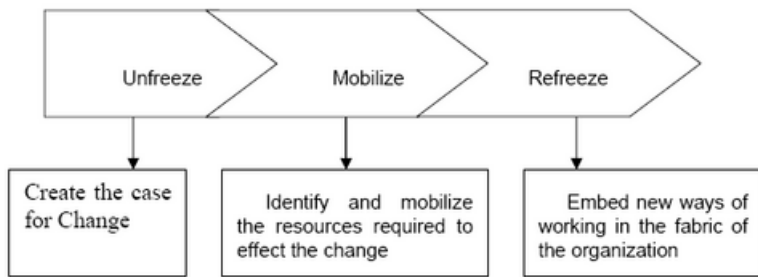 Unfreeze
Mobilize
Refreeze
Create the case
for Change
Identify and mobilize
the resources required to
effect the change
Embed new ways of
working in the fabric of
the organization